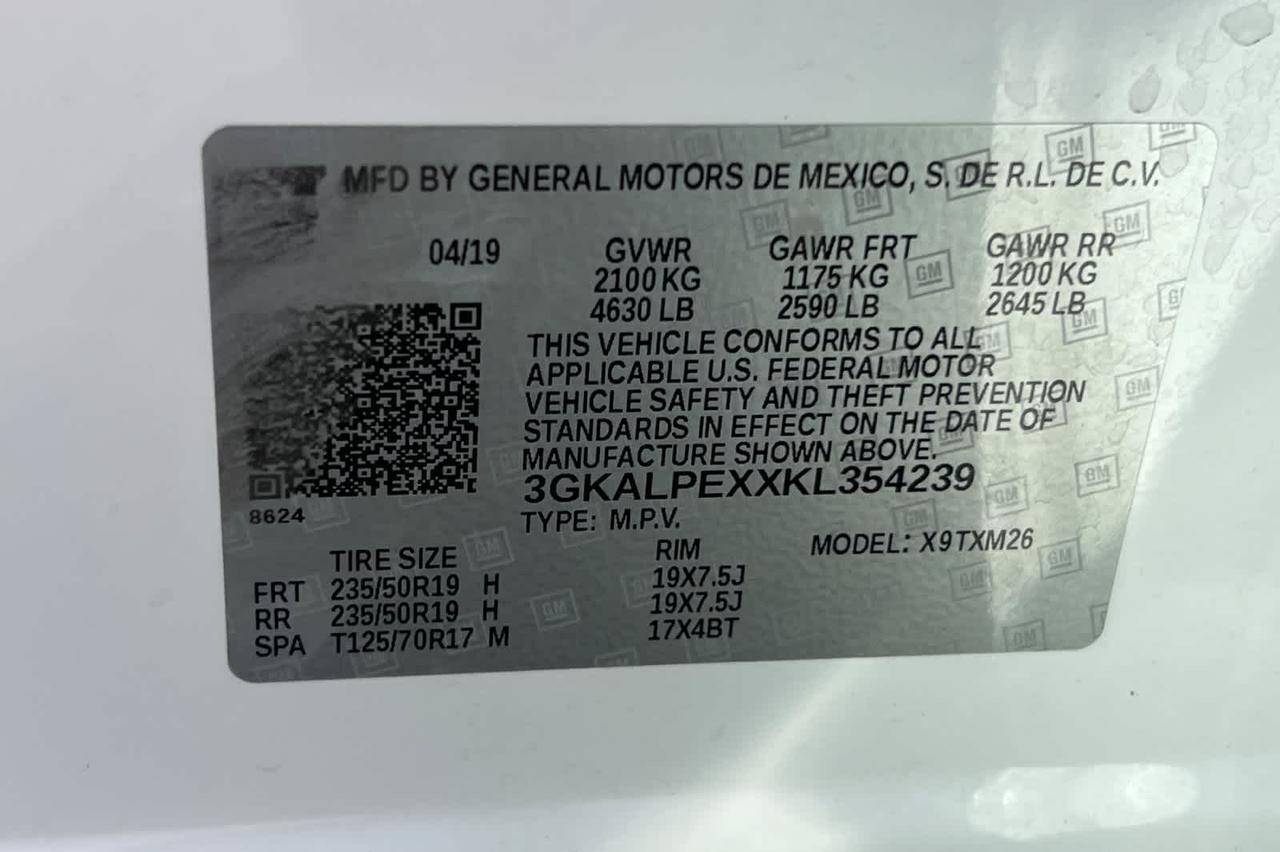 MFD BY GENERAL MOTORS DE MEXICO, S. DE R.L. DE C.V.
04/19 GVWR GAWR FRT GAWR RR
2100 KG 1175 KG 1200 KG
4630 LB 2590 LB 2645 LB
THIS VEHICLE CONFORMS TO ALL
APPLICABLE U.S. FEDERAL MOTOR
VEHICLE SAFETY AND THEFT PREVENTION
STANDARDS IN EFFECT ON THE DATE OF
MANUFACTURE SHOWN ABOVE.
3GKALPEXXKL354239
8624
TYPE: M.P.V.
MODEL: X9TXM26
TIRE SIZE RIM
FRT 235/50R19 H 19X7.5J
RR 235/50R19 H 19X7.5J
SPA T125/70R17 M 17X4BT